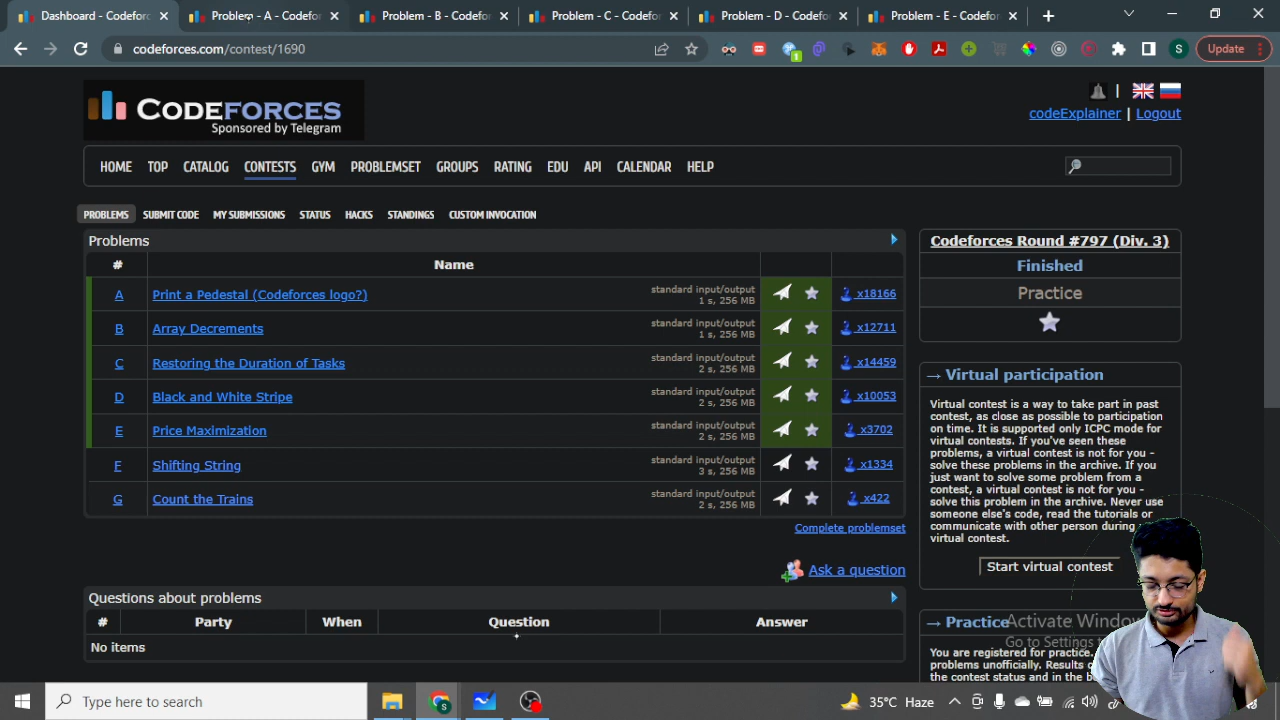 Dashboard - Codeforc
Problem - A - Codefor
Problem - B - Codefo
Problem - C - Codefo
Problem - D - Codefo
Problem - E - Codefo
codeforces.com/contest/1690
1
S
Update
CODEFORCES
Sponsored by Telegram
codeExplainer | Logout
HOME TOP CATALOG CONTESTS GYM PROBLEMSET GROUPS RATING EDU API CALENDAR HELP
PROBLEMS SUBMIT CODE MY SUBMISSIONS STATUS HACKS STANDINGS CUSTOM INVOCATION
Problems
# Name
A Print a Pedestal (Codeforces logo?) standard input/output 1 s, 256 MB x18166
B Array Decrements standard input/output 1 s, 256 MB x12711
C Restoring the Duration of Tasks standard input/output 2 s, 256 MB x14459
D Black and White Stripe standard input/output 2 s, 256 MB x10053
E Price Maximization standard input/output 2 s, 256 MB x3702
F Shifting String standard input/output 3 s, 256 MB x1334
G Count the Trains standard input/output 2 s, 256 MB x422
Complete problemset
Ask a question
Questions about problems
# Party When Question Answer
No items
Codeforces Round #797 (Div. 3)
Finished
Practice
→ Virtual participation
Virtual contest is a way to take part in past
contest, as close as possible to participation
on time. It is supported only ICPC mode for
virtual contests. If you've seen these
problems, a virtual contest is not for you -
solve these problems in the archive. If you
just want to solve some problem from a
contest, a virtual contest is not for you -
solve this problem in the archive. Never use
someone else's code, read the tutorials or
communicate with other person during
virtual contest.
Start virtual contest
→ Practice
Activate Window
Go to Settings
You are registered for practice.
problems unofficially. Results
the contest status and in the b
Type here to search
35°C Haze